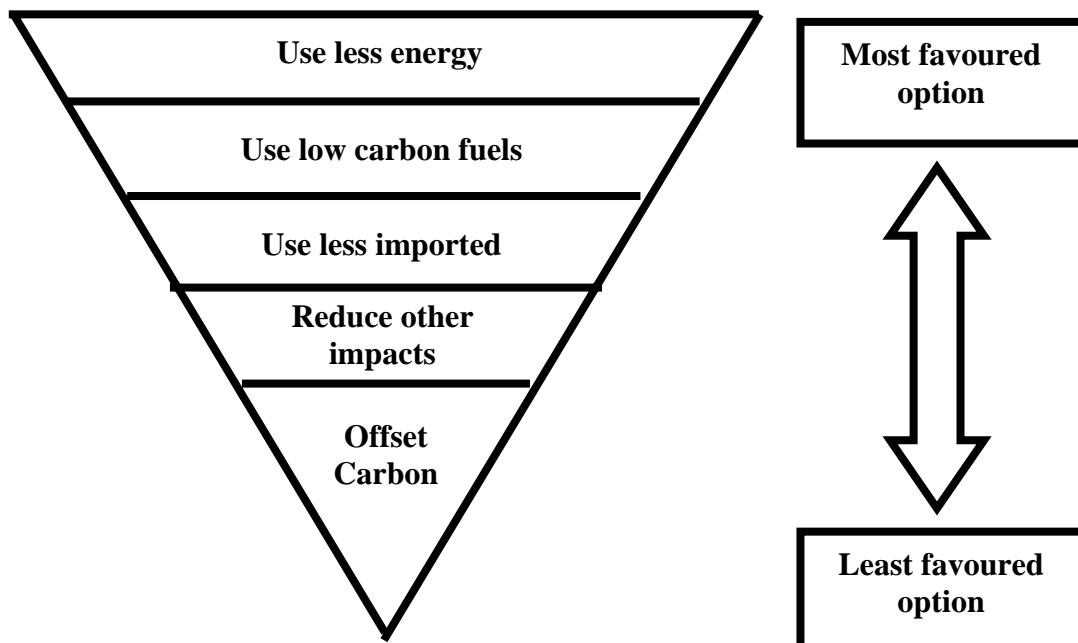 Use less energy
Use low carbon fuels
Use less imported
Reduce other
impacts
Offset
Carbon
Most favoured
option
Least favoured
option